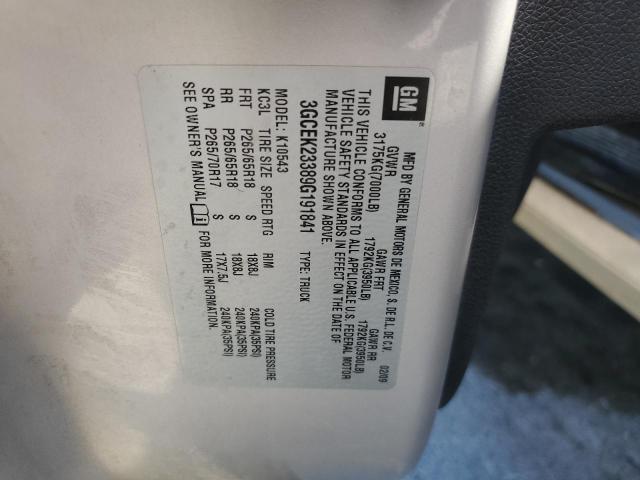 GM
MFD BY GENERAL MOTORS DE MEXICO, S. DE R.L. DE C.V. 02/09
GVWR GAWR FRT GAWR RR
3175KG(7000LB) 1792KG(3950LB) 1792KG(3950LB)
THIS VEHICLE CONFORMS TO ALL APPLICABLE U.S. FEDERAL MOTOR
VEHICLE SAFETY STANDARDS IN EFFECT ON THE DATE OF
MANUFACTURE SHOWN ABOVE.
3GCEK23389G191841 TYPE: TRUCK
MODEL: K10543
KC3L TIRE SIZE SPEED RTG RIM COLD TIRE PRESSURE
FRT P265/65R18 S 18X8J 240KPA(35PSI)
RR P265/65R18 S 18X8J 240KPA(35PSI)
SPA P265/70R17 S 17X7.5J 240KPA(35PSI)
SEE OWNER'S MANUAL FOR MORE INFORMATION.